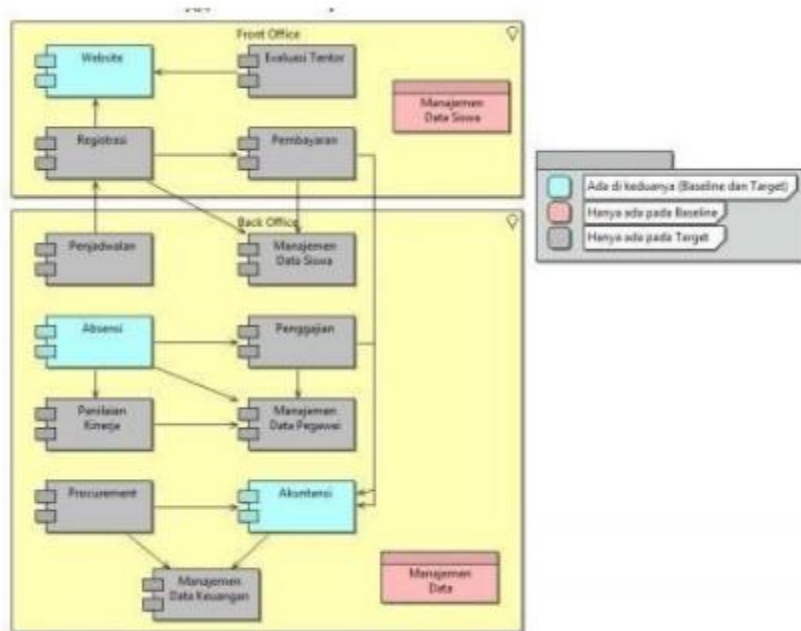 Front Office
Website
Evaluasi Tentor
Manajemen
Data Siswa
Registrasi
Pembayaran
Ada di keduanya (Baseline dan Target)
Hanya ada pada Baseline
Hanya ada pada Target
Back Office
Penjadwalan
Manajemen
Data Siswa
Absensi
Penggajian
Penilaian
Kinerja
Manajemen
Data Pegawai
Procurement
Akuntansi
Manajemen
Data Keuangan
Manajemen
Data